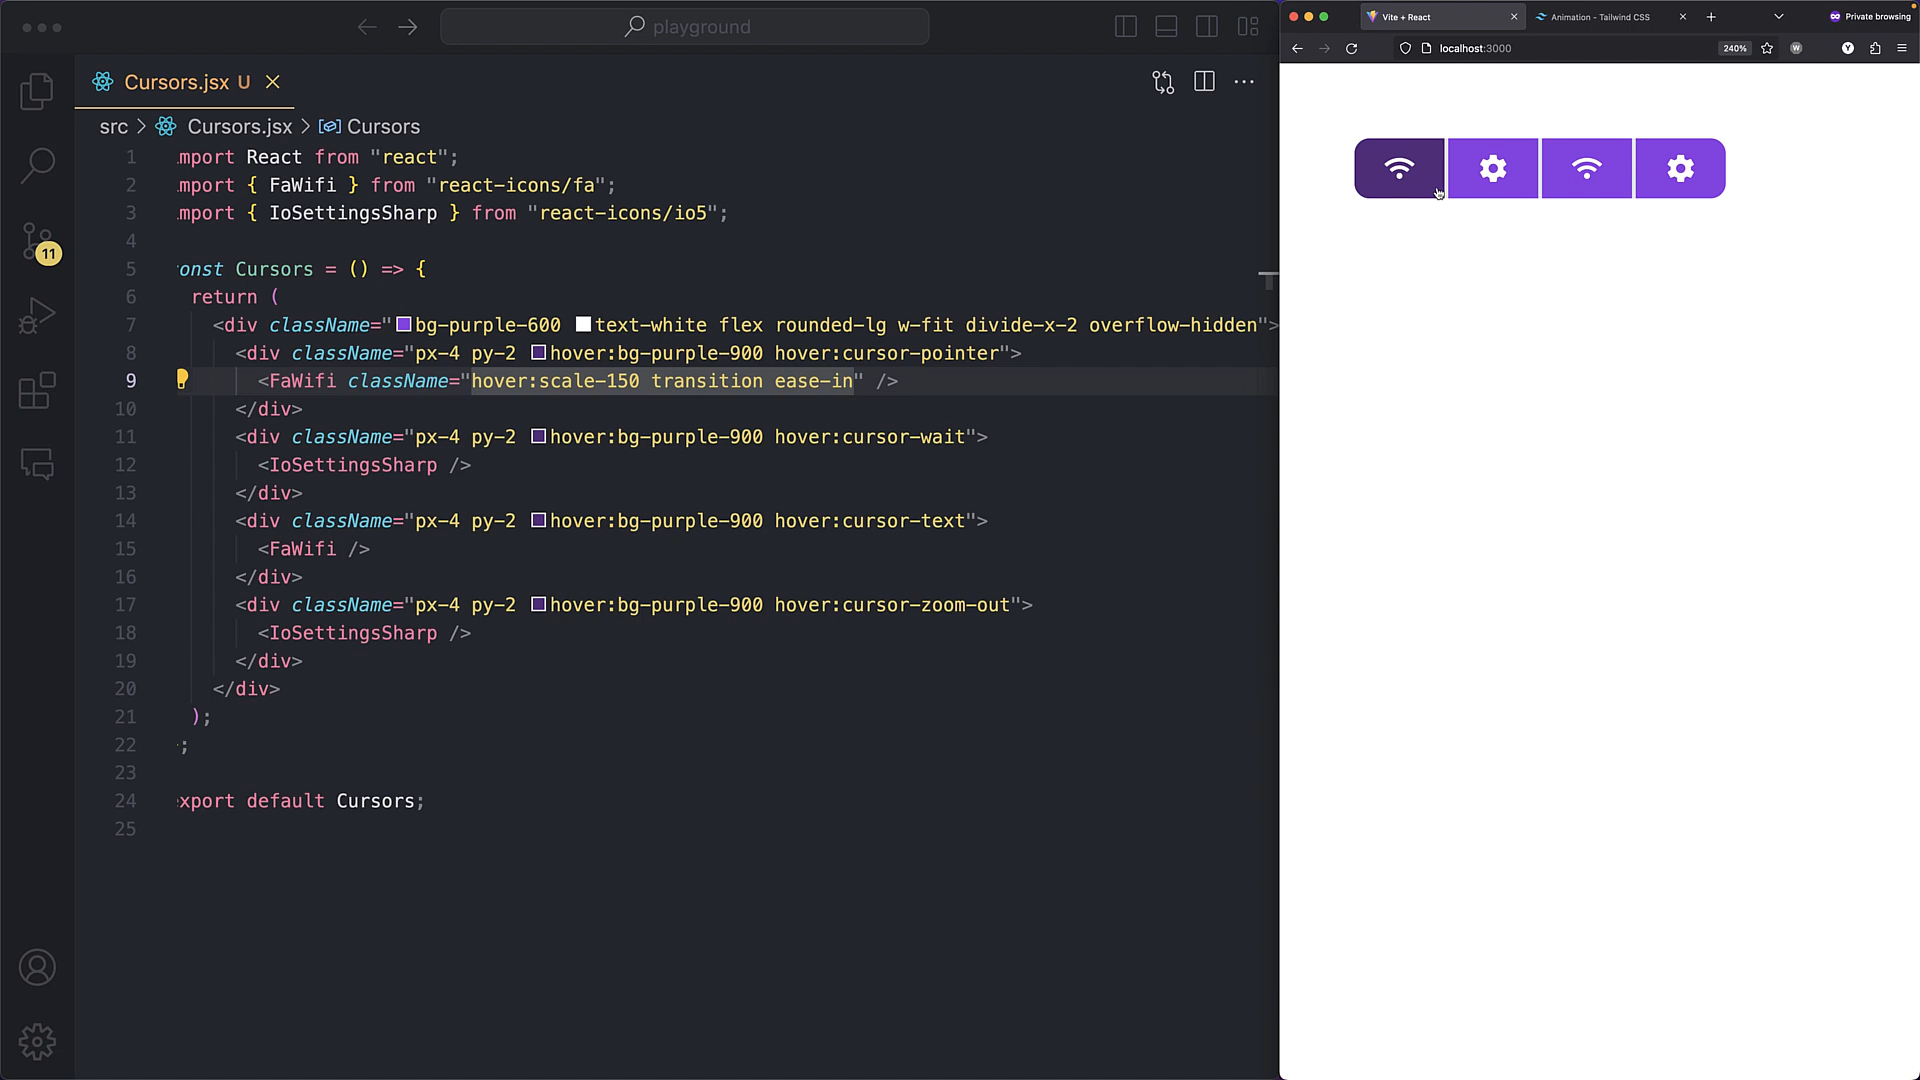 playground
Cursors.jsx U
src > Cursors.jsx > Cursors
1 mport React from "react";
2 mport { FaWifi } from "react-icons/fa";
3 mport { IoSettingsSharp } from "react-icons/io5";
4
5 onst Cursors = () => {
6 return (
7 <div className="bg-purple-600 text-white flex rounded-lg w-fit divide-x-2 overflow-hidden">
8 <div className="px-4 py-2 hover:bg-purple-900 hover:cursor-pointer">
9 <FaWifi className="hover:scale-150 transition ease-in" />
10 </div>
11 <div className="px-4 py-2 hover:bg-purple-900 hover:cursor-wait">
12 <IoSettingsSharp />
13 </div>
14 <div className="px-4 py-2 hover:bg-purple-900 hover:cursor-text">
15 <FaWifi />
16 </div>
17 <div className="px-4 py-2 hover:bg-purple-900 hover:cursor-zoom-out">
18 <IoSettingsSharp />
19 </div>
20 </div>
21 );
22 ;
23
24 xport default Cursors;
25
11
Vite + React
Animation - Tailwind CSS
Private browsing
localhost:3000
240%
W
Y